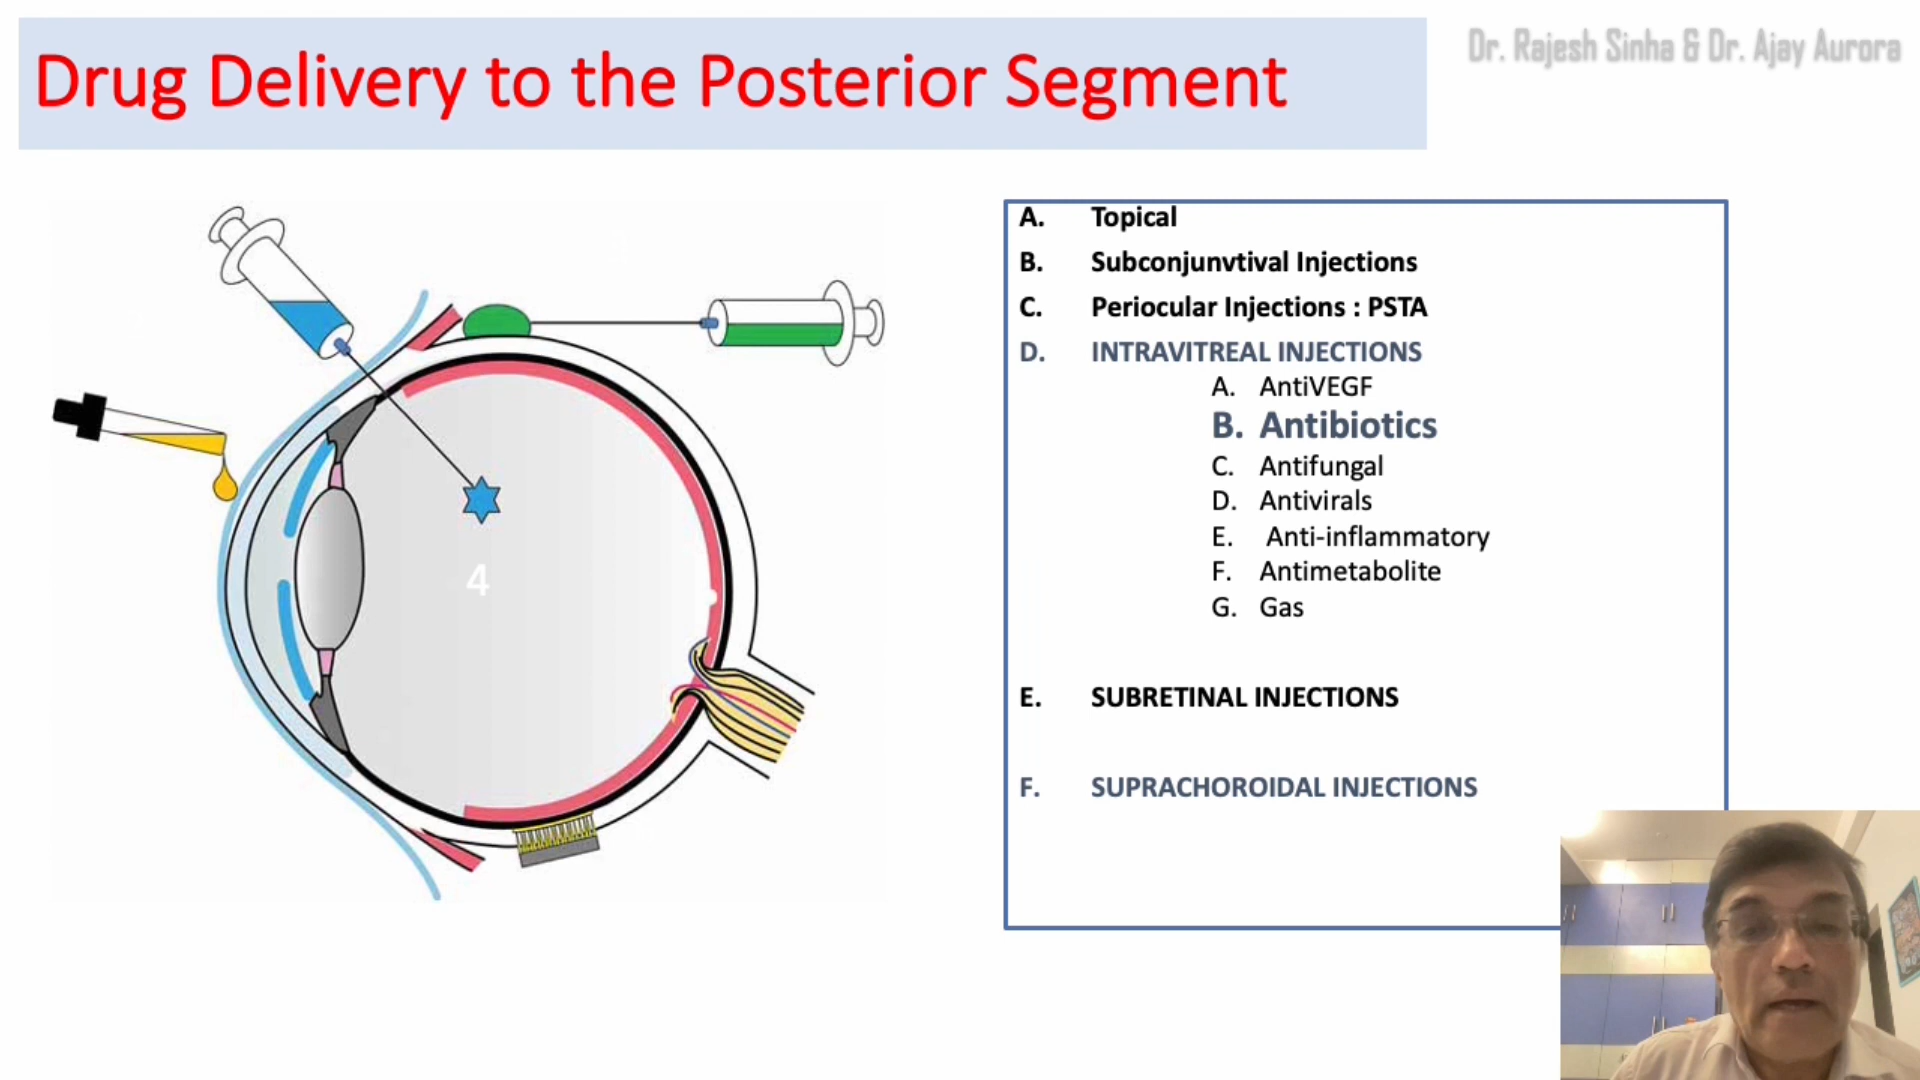 Drug Delivery to the Posterior Segment
Dr. Rajesh Sinha & Dr. Ajay Aurora
4
A. Topical
B. Subconjunvtival Injections
C. Periocular Injections : PSTA
D. INTRAVITREAL INJECTIONS
A. AntiVEGF
B. Antibiotics
C. Antifungal
D. Antivirals
E. Anti-inflammatory
F. Antimetabolite
G. Gas
E. SUBRETINAL INJECTIONS
F. SUPRACHOROIDAL INJECTIONS